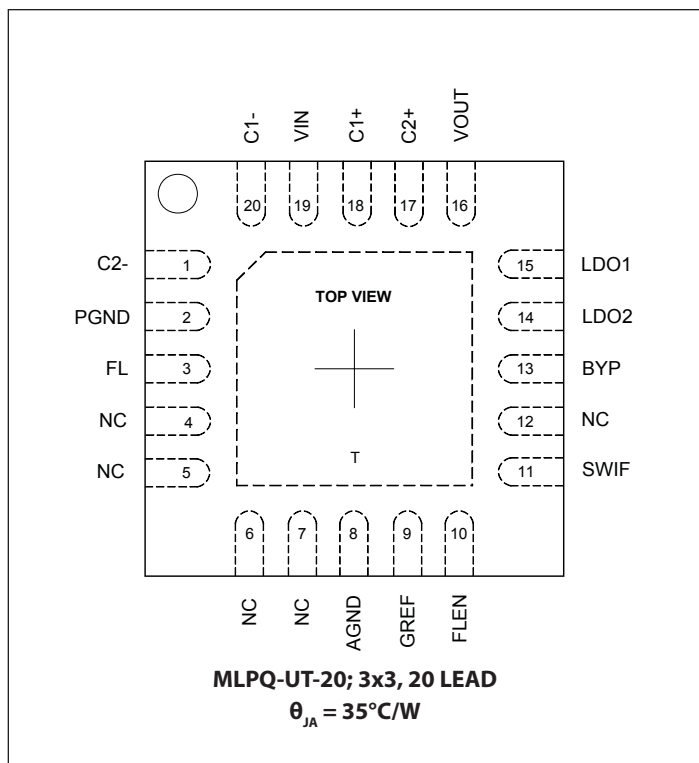 C1-
VIN
C1+
C2+
VOUT
20
19
18
17
16
C2-
1
PGND
2
FL
3
NC
4
NC
5
TOP VIEW
T
15
LDO1
14
LDO2
13
BYP
12
NC
11
SWIF
6
7
8
9
10
NC
NC
AGND
GREF
FLEN
MLPQ-UT-20; 3x3, 20 LEAD
θJA = 35°C/W